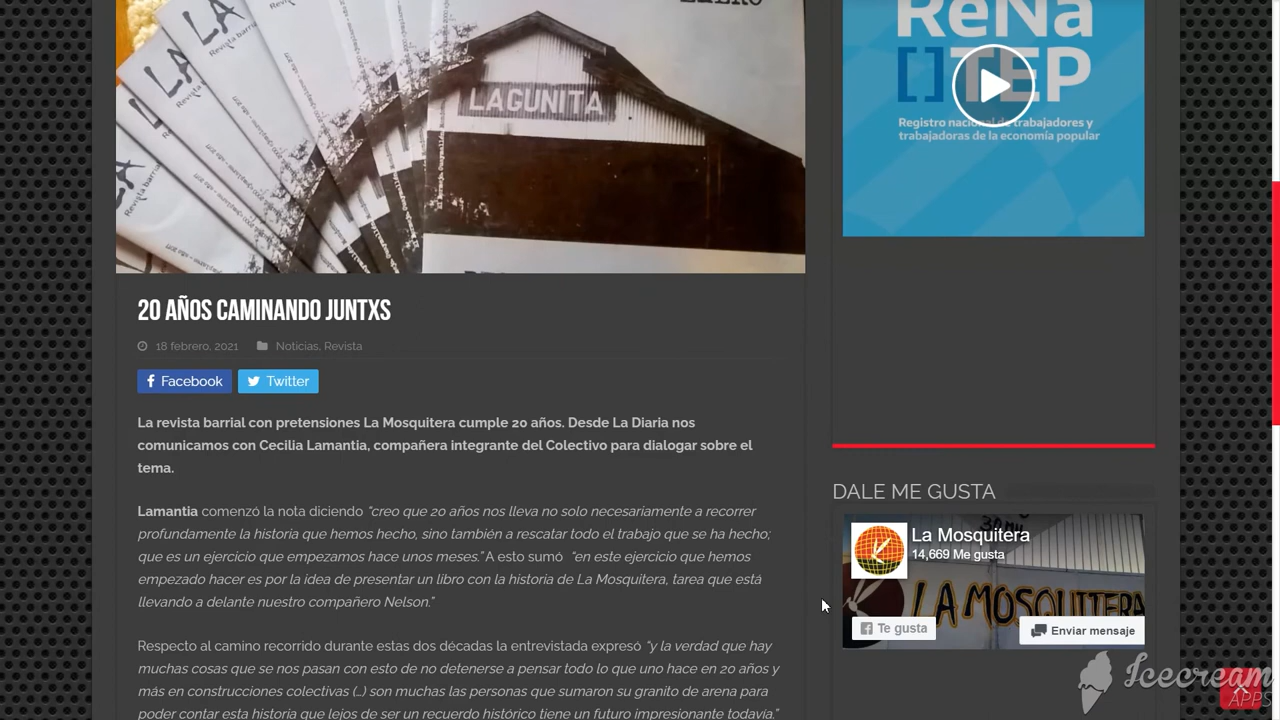 LAGUNITA
ReNa
[]TEP
Registro nacional de trabajadores y
trabajadoras de la economía popular
20 AÑOS CAMINANDO JUNTXS
18 febrero, 2021 Noticias, Revista
Facebook Twitter
La revista barrial con pretensiones La Mosquitera cumple 20 años. Desde La Diaria nos
comunicamos con Cecilia Lamantia, compañera integrante del Colectivo para dialogar sobre el
tema.
Lamantia comenzó la nota diciendo “creo que 20 años nos lleva no solo necesariamente a recorrer
profundamente la historia que hemos hecho, sino también a rescatar todo el trabajo que se ha hecho;
que es un ejercicio que empezamos hace unos meses.” A esto sumó “en este ejercicio que hemos
empezado hacer es por la idea de presentar un libro con la historia de La Mosquitera, tarea que está
llevando a delante nuestro compañero Nelson.”
Respecto al camino recorrido durante estas dos décadas la entrevistada expresó “y la verdad que hay
muchas cosas que se nos pasan con esto de no detenerse a pensar todo lo que uno hace en 20 años y
más en construcciones colectivas (…) son muchas las personas que sumaron su granito de arena para
poder contar esta historia que lejos de ser un recuerdo histórico tiene un futuro impresionante todavía.”
DALE ME GUSTA
La Mosquitera
14,669 Me gusta
LA MOSQUITERA
Te gusta
Enviar mensaje
Icecream
APPS